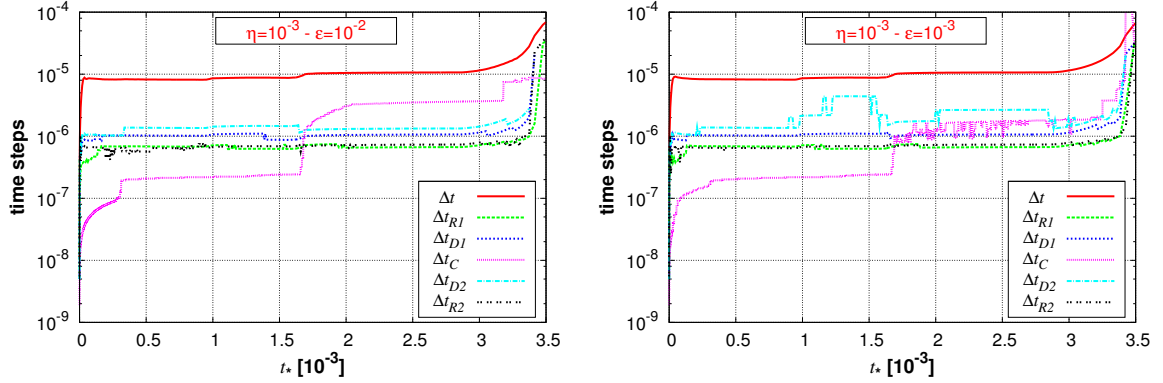 η=10⁻³ - ε=10⁻²
time steps
10⁻⁴
10⁻⁵
10⁻⁶
10⁻⁷
10⁻⁸
10⁻⁹
Δt
Δt_R1
Δt_D1
Δt_C
Δt_D2
Δt_R2
0 0.5 1 1.5 2 2.5 3 3.5
t⋆ [10⁻³]
η=10⁻³ - ε=10⁻³
time steps
10⁻⁴
10⁻⁵
10⁻⁶
10⁻⁷
10⁻⁸
10⁻⁹
Δt
Δt_R1
Δt_D1
Δt_C
Δt_D2
Δt_R2
0 0.5 1 1.5 2 2.5 3 3.5
t⋆ [10⁻³]